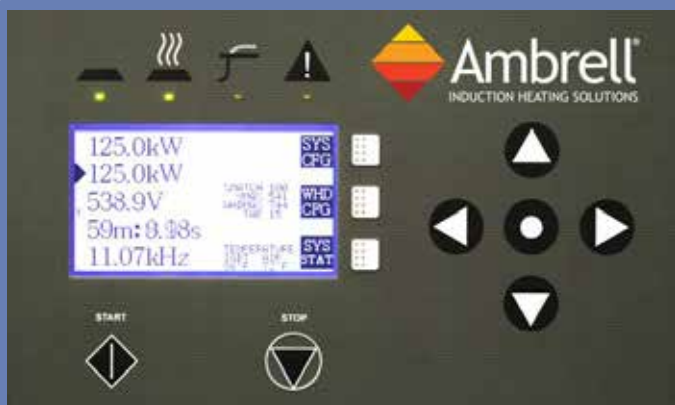 Ambrell®
INDUCTION HEATING SOLUTIONS
125.0kW
SYS
CFG
125.0kW
538.9V
WHD
CFG
59m:
11.07kHz
TEMPERATURE
SYS
STAT
START
STOP